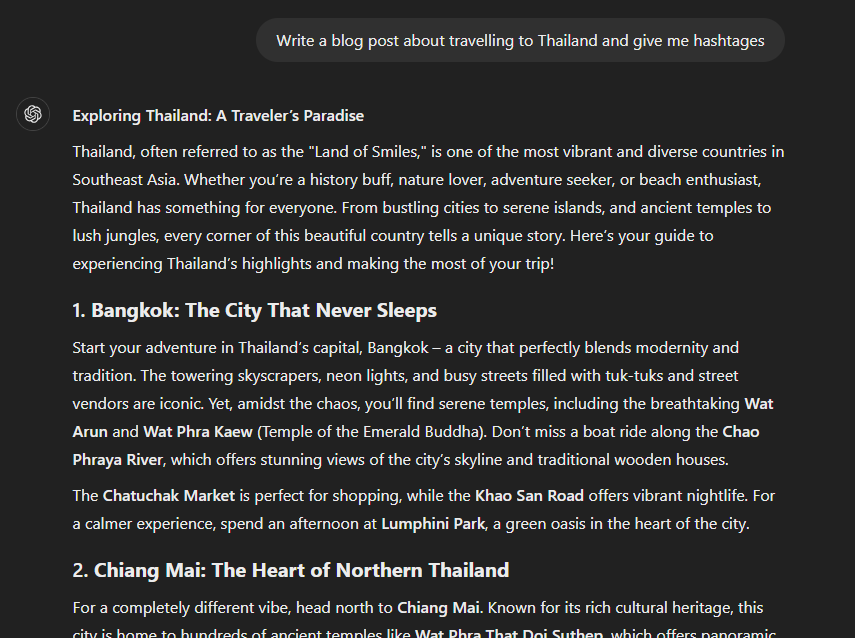 Write a blog post about travelling to Thailand and give me hashtages
Exploring Thailand: A Traveler's Paradise
Thailand, often referred to as the "Land of Smiles," is one of the most vibrant and diverse countries in
Southeast Asia. Whether you're a history buff, nature lover, adventure seeker, or beach enthusiast,
Thailand has something for everyone. From bustling cities to serene islands, and ancient temples to
lush jungles, every corner of this beautiful country tells a unique story. Here's your guide to
experiencing Thailand's highlights and making the most of your trip!
1. Bangkok: The City That Never Sleeps
Start your adventure in Thailand's capital, Bangkok – a city that perfectly blends modernity and
tradition. The towering skyscrapers, neon lights, and busy streets filled with tuk-tuks and street
vendors are iconic. Yet, amidst the chaos, you'll find serene temples, including the breathtaking Wat
Arun and Wat Phra Kaew (Temple of the Emerald Buddha). Don't miss a boat ride along the Chao
Phraya River, which offers stunning views of the city's skyline and traditional wooden houses.
The Chatuchak Market is perfect for shopping, while the Khao San Road offers vibrant nightlife. For
a calmer experience, spend an afternoon at Lumphini Park, a green oasis in the heart of the city.
2. Chiang Mai: The Heart of Northern Thailand
For a completely different vibe, head north to Chiang Mai. Known for its rich cultural heritage, this
city is home to hundreds of ancient temples like Wat Phra That Doi Suthep, which offers panoramic